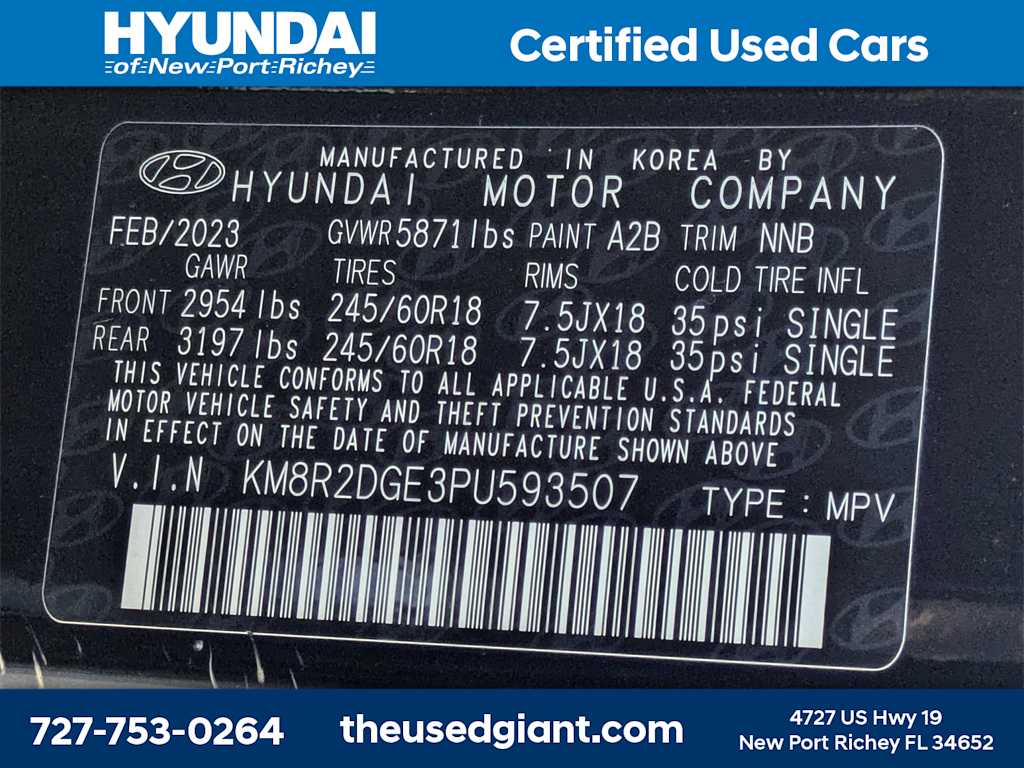 HYUNDAI
of New Port Richey
Certified Used Cars
MANUFACTURED IN KOREA BY
HYUNDAI MOTOR COMPANY
FEB/2023 GVWR 5871lbs PAINT A2B TRIM NNB
GAWR TIRES RIMS COLD TIRE INFL
FRONT 2954 lbs 245/60R18 7.5JX18 35psi SINGLE
REAR 3197 lbs 245/60R18 7.5JX18 35psi SINGLE
THIS VEHICLE CONFORMS TO ALL APPLICABLE U.S.A. FEDERAL
MOTOR VEHICLE SAFETY AND THEFT PREVENTION STANDARDS
IN EFFECT ON THE DATE OF MANUFACTURE SHOWN ABOVE
V.I.N KM8R2DGE3PU593507 TYPE : MPV
727-753-0264
theusedgiant.com
4727 US Hwy 19
New Port Richey FL 34652